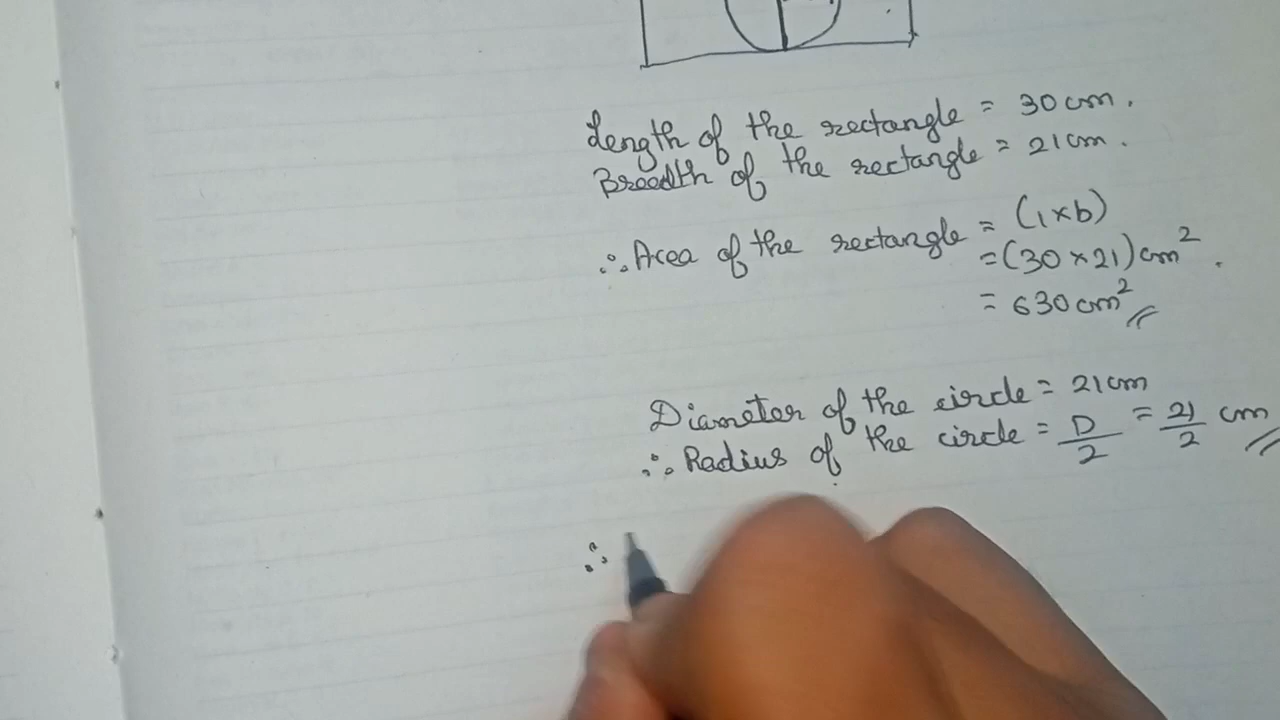 Length of the rectangle = 30 cm.
Breadth of the rectangle = 21 cm.
∴ Area of the rectangle = (l × b)
= (30 × 21) cm².
= 630 cm²
Diameter of the circle = 21 cm
∴ Radius of the circle = D/2 = 21/2 cm
∴